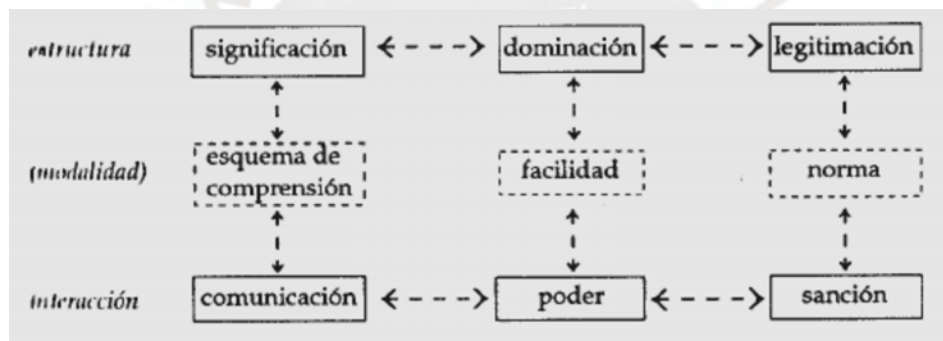 estructura significación dominación legitimación
(modalidad) esquema de comprensión facilidad norma
interacción comunicación poder sanción